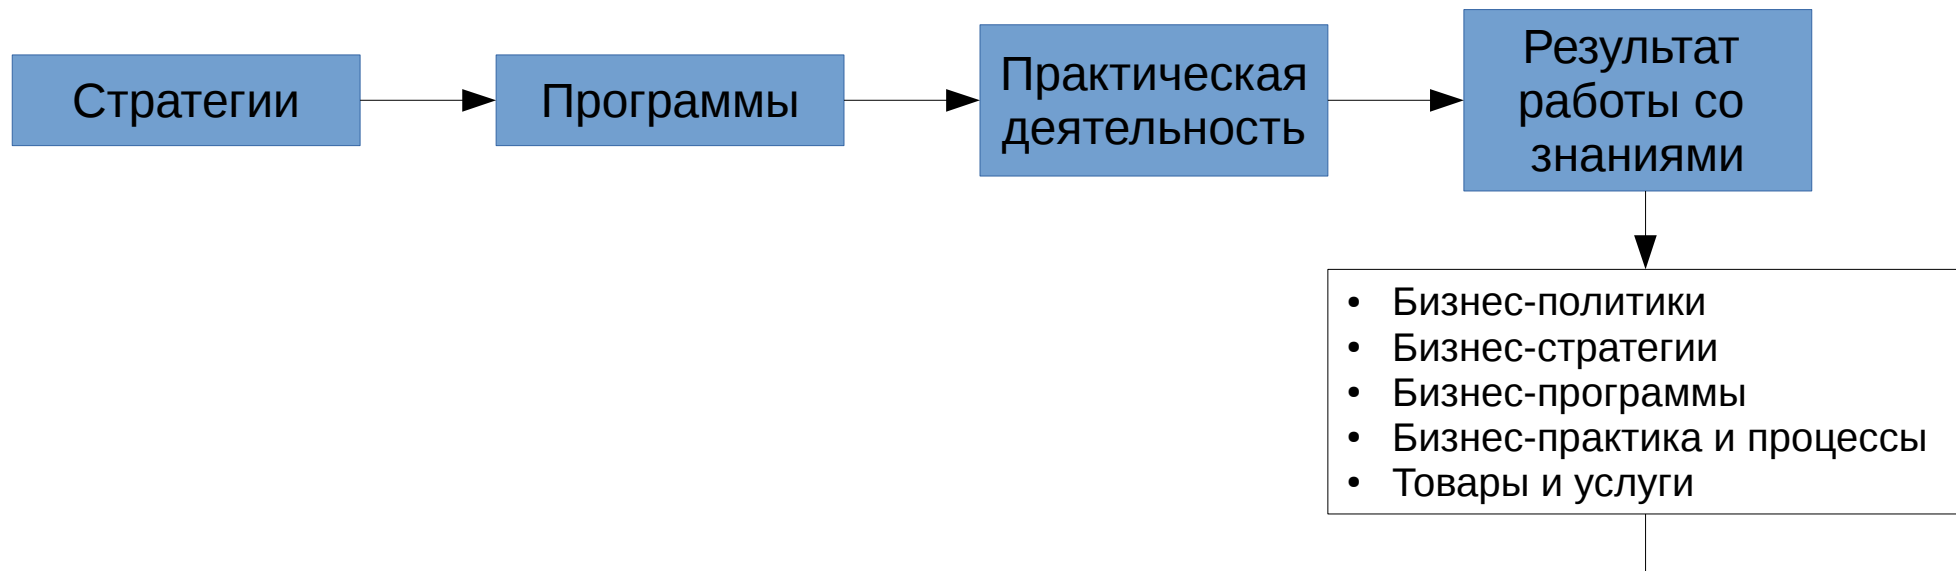 Стратегии
Программы
Практическая
деятельность
Результат
работы со
знаниями
• Бизнес-политики
• Бизнес-стратегии
• Бизнес-программы
• Бизнес-практика и процессы
• Товары и услуги